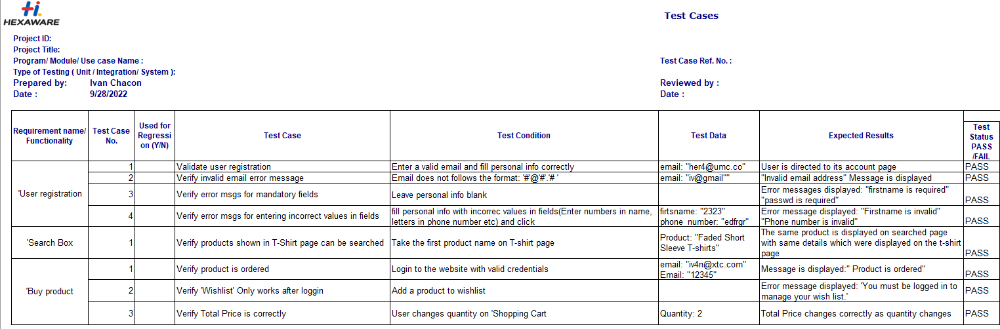 Hi.
HEXAWARE
Test Cases
Project ID:
Project Title:
Program/ Module/ Use case Name :
Test Case Ref. No. :
Type of Testing ( Unit / Integration/ System ):
Prepared by: Ivan Chacon
Reviewed by :
Date : 9/28/2022
Date :
Requirement name/
Functionality
Test Case
No.
Used for
Regressi
on (Y/N)
Test Case
Test Condition
Test Data
Expected Results
Test
Status
PASS
/FAIL
'User registration
1
Validate user registration
Enter a valid email and fill personal info correctly
email: "her4@umc.co"
User is directed to its account page
PASS
2
Verify invalid email error message
Email does not follows the format: '#'@'#'.'# '
email: "iv@gmail""
"Invalid email address" Message is displayed
PASS
3
Verify error msgs for mandatory fields
Leave personal info blank
Error messages displayed: "firstname is required"
"passwd is required"
PASS
4
Verify error msgs for entering incorrect values in fields
fill personal info with incorrec values in fields(Enter numbers in name,
letters in phone number etc) and click
firtsname: "2323"
phone number: "edfrgr"
Error message displayed: "Firstname is invalid"
"Phone number is invalid"
PASS
'Search Box
1
Verify products shown in T-Shirt page can be searched
Take the first product name on T-shirt page
Product: "Faded Short
Sleeve T-shirts"
The same product is displayed on searched page
with same details which were displayed on the t-shirt
page
PASS
'Buy product
1
Verify product is ordered
Login to the website with valid credentials
email: "iv4n@xtc.com"
Email: "12345"
Message is displayed:" Product is ordered"
PASS
2
Verify 'Wishlist' Only works after loggin
Add a product to wishlist
Error message displayed: 'You must be logged in to
manage your wish list.'
PASS
3
Verify Total Price is correctly
User changes quantity on 'Shopping Cart
Quantity: 2
Total Price changes correctly as quantity changes
PASS